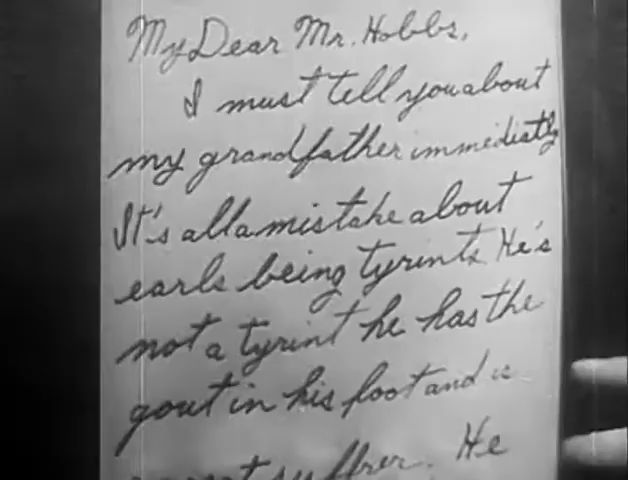 My Dear Mr. Hobbs,
I must tell you about
my grandfather immediatly
It's all a mistake about
earls being tyrints. He's
not a tyrint he has the
gout in his foot and is
suffrer. He